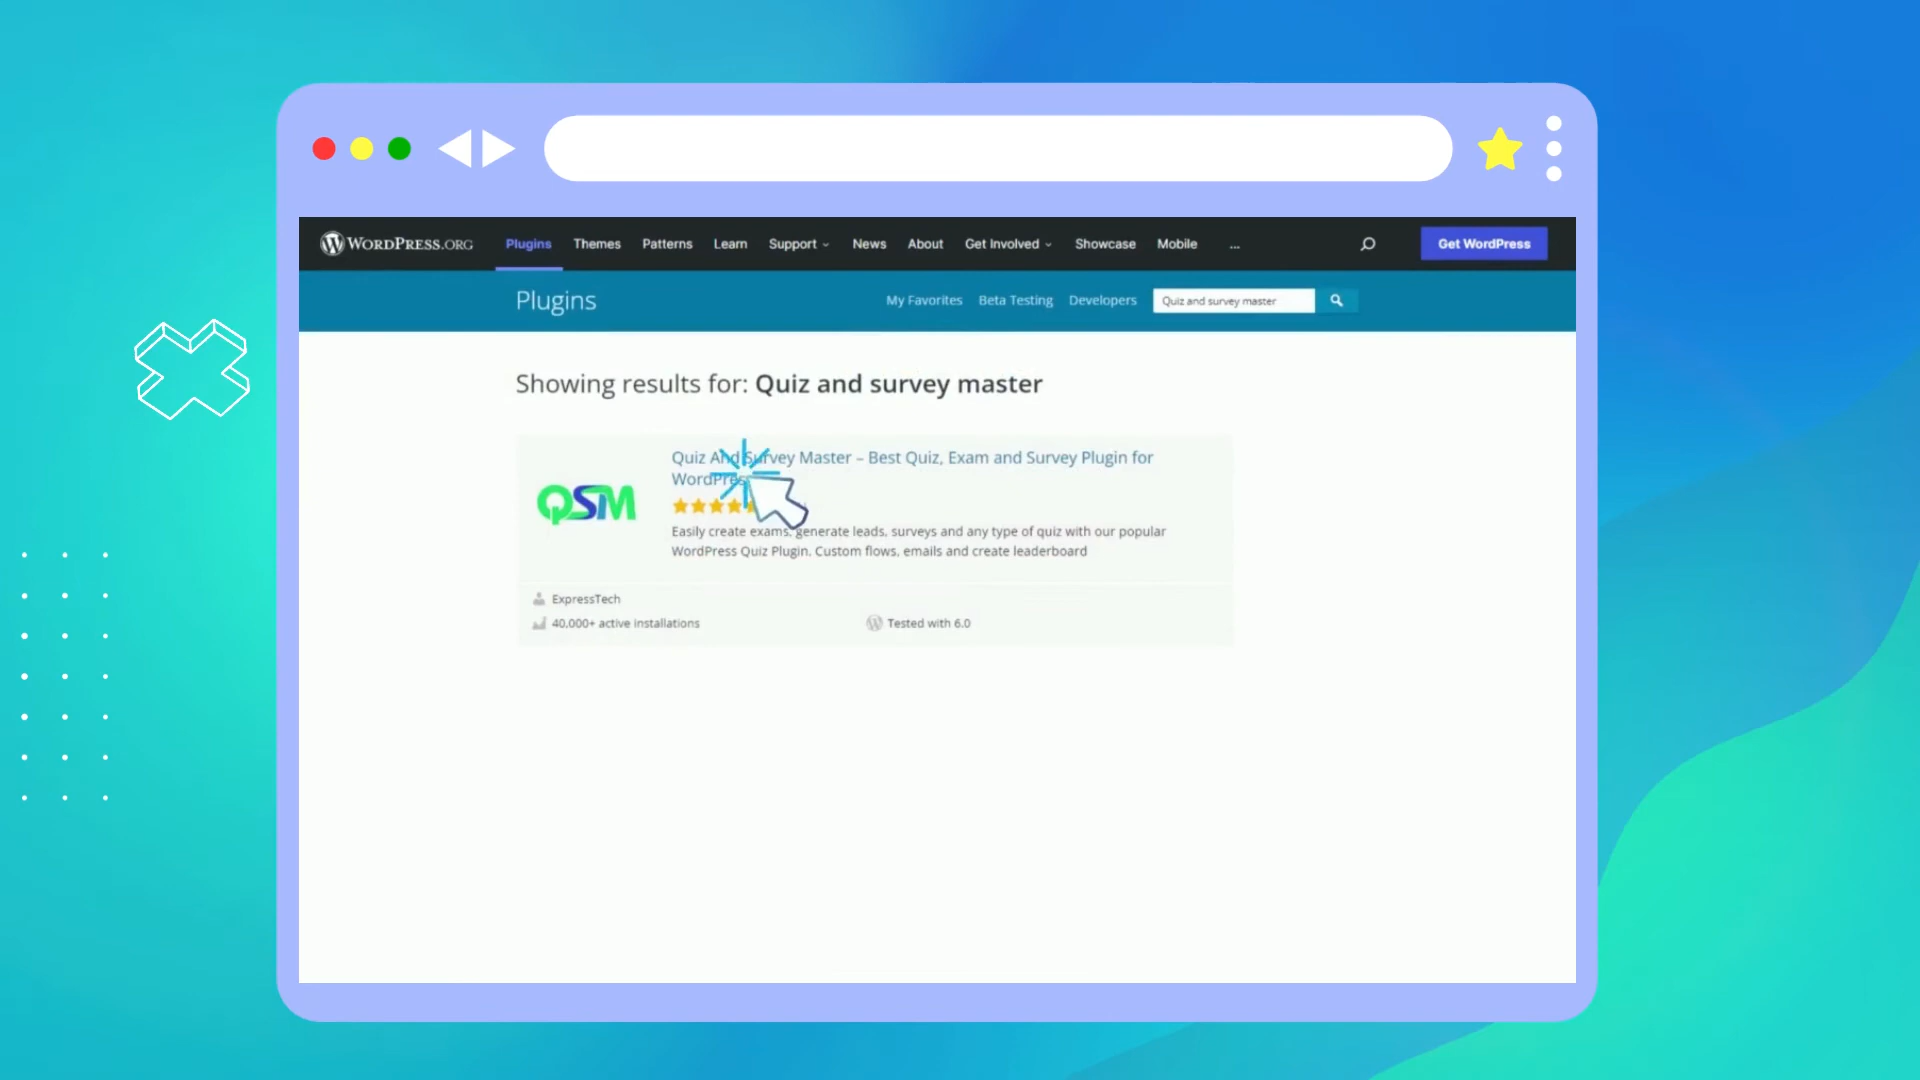 WORDPRESS.ORG Plugins Themes Patterns Learn Support News About Get Involved Showcase Mobile ... Get WordPress
Plugins My Favorites Beta Testing Developers Quiz and survey master
Showing results for: Quiz and survey master
QSM
Quiz And Survey Master – Best Quiz, Exam and Survey Plugin for
WordPress
Easily create exams, generate leads, surveys and any type of quiz with our popular
WordPress Quiz Plugin. Custom flows, emails and create leaderboard
ExpressTech
40,000+ active installations Tested with 6.0